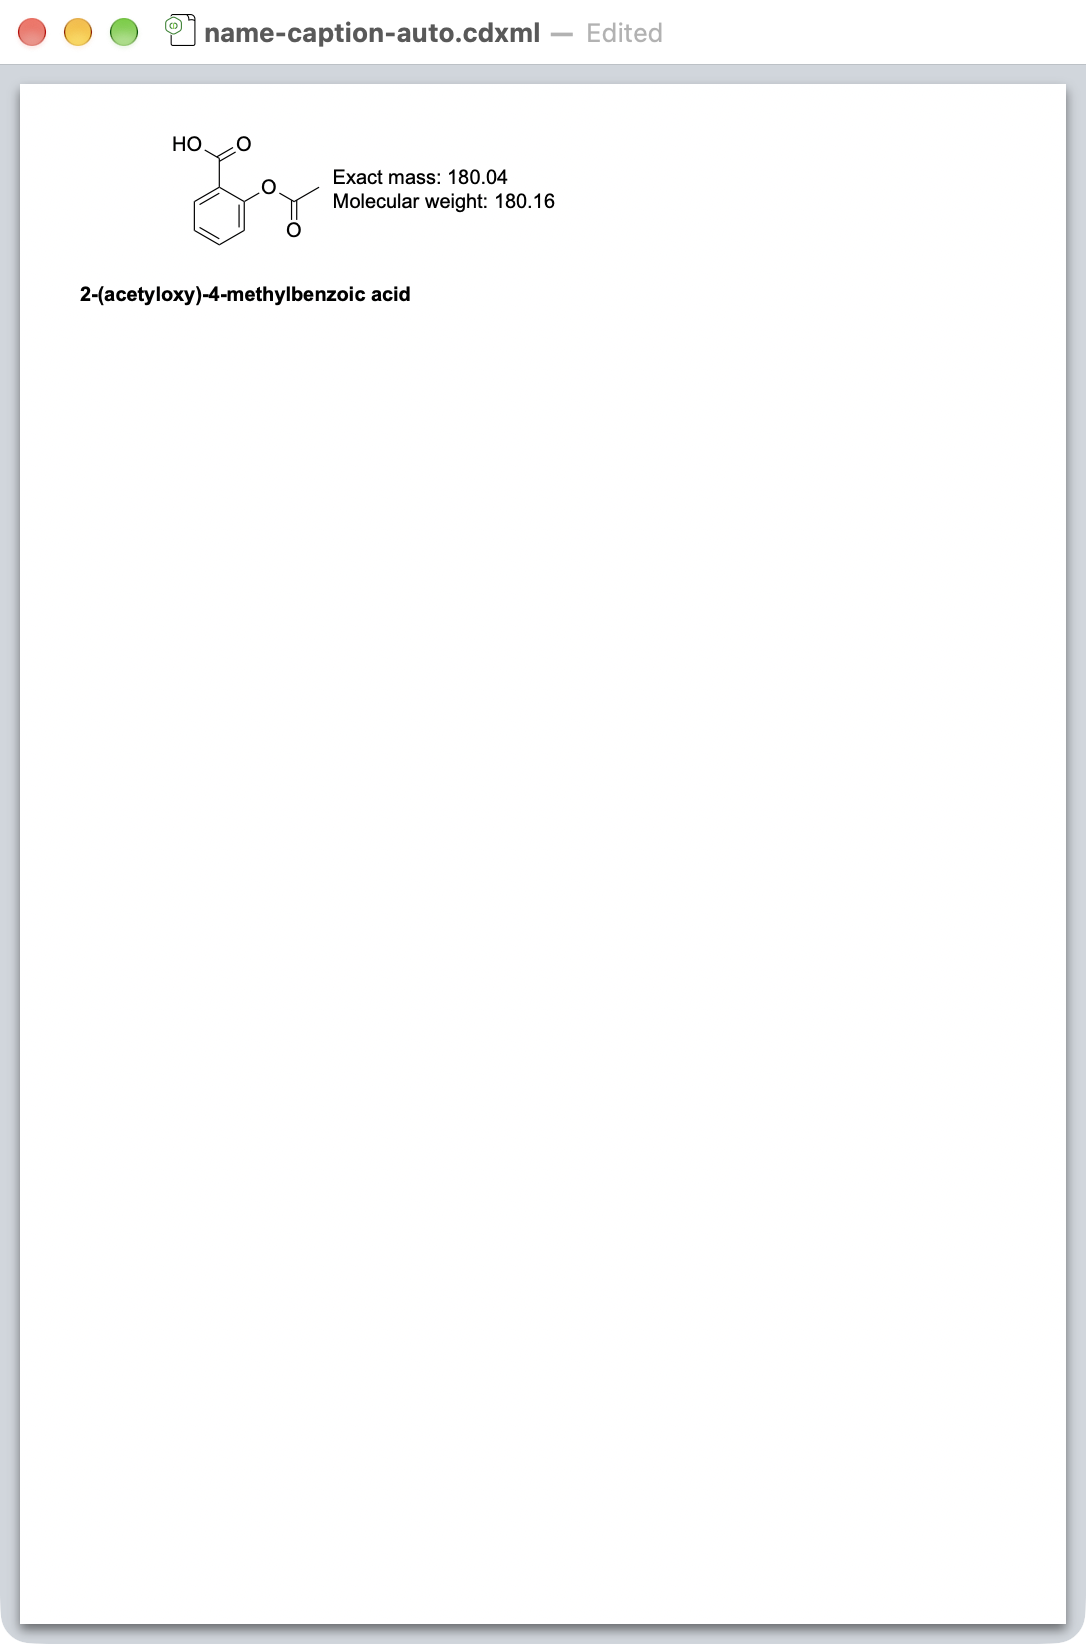 name-caption-auto.cdxml — Edited
HO O
O
O
Exact mass: 180.04
Molecular weight: 180.16
2-(acetyloxy)-4-methylbenzoic acid